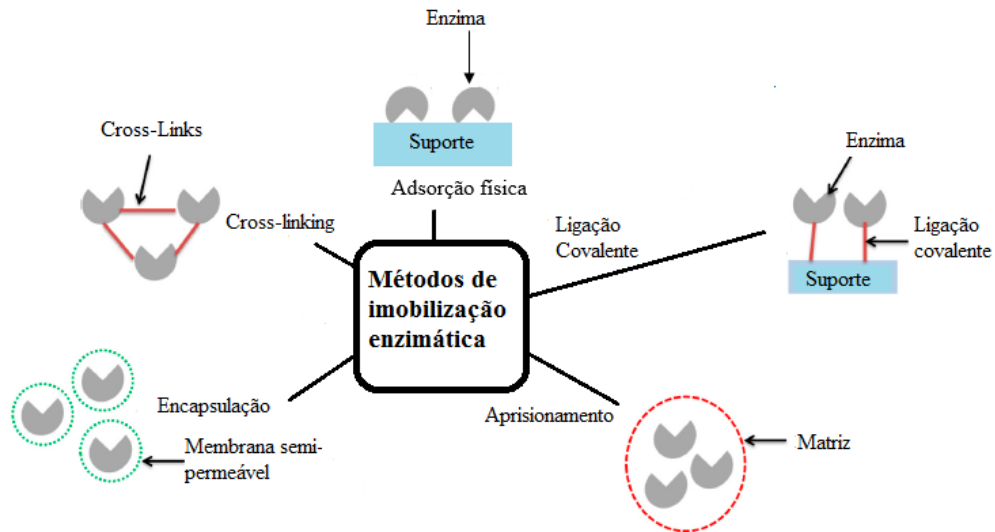 Enzima
Cross-Links
Suporte
Adsorção física
Enzima
Cross-linking
Ligação
Covalente
Ligação
covalente
Suporte
Métodos de
imobilização
enzimática
Encapsulação
Membrana semi-
permeável
Aprisionamento
Matriz